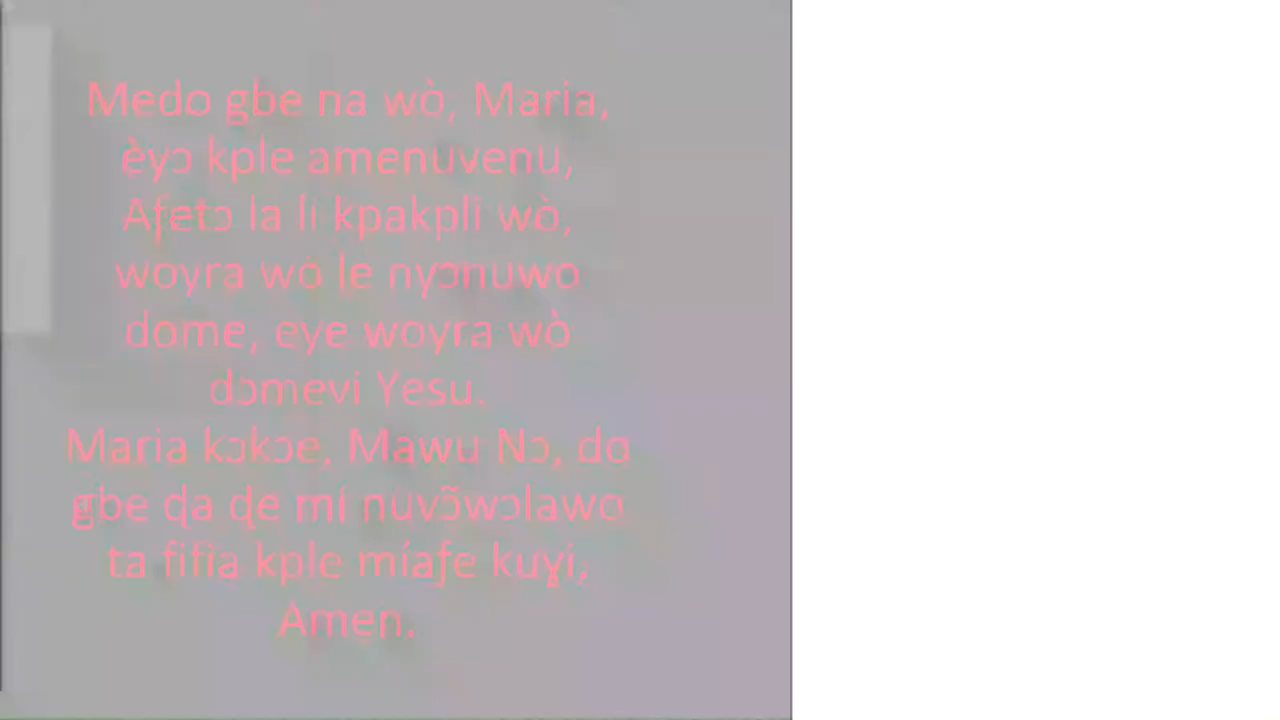 Medo gbe na wò, Maria,
èyɔ kple amenuvenu,
Aƒetɔ la li kpakpli wò,
woyra wò le nyɔnuwo
dome, eye woyra wò
dɔmevi Yesu.
Maria kɔkɔe, Mawu Nɔ, do
gbe ɖa ɖe mí nuvɔ̃wɔlawo
ta fifia kple míaƒe kuɣi,
Amen.